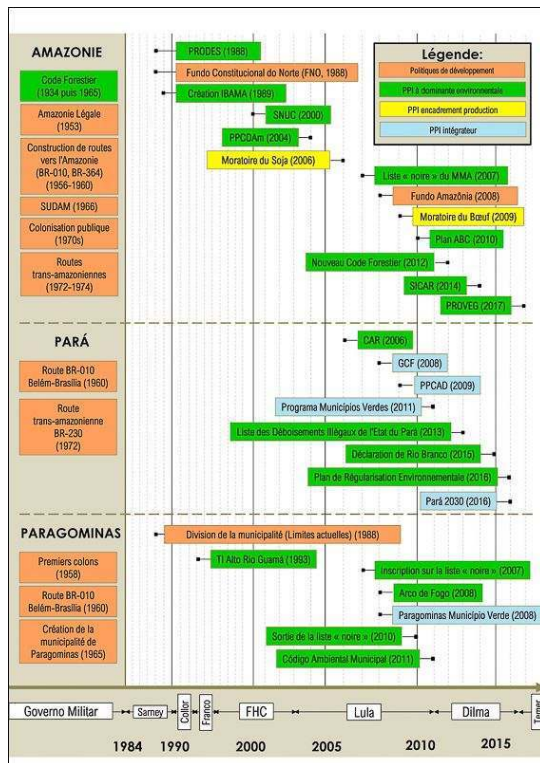 AMAZONIE
Code Forestier
(1934 puis 1965)
Amazonie Légale
(1953)
Construction de routes
vers l'Amazonie
(BR-010, BR-364)
(1956-1960)
SUDAM (1966)
Colonisation publique
(1970s)
Routes
trans-amazoniennes
(1972-1974)
PRODES (1988)
Fundo Constitucional do Norte (FNO, 1988)
Création IBAMA (1989)
SNUC (2000)
PPCDAm (2004)
Moratoire du Soja (2006)
Légende:
Politiques de développement
PPI à dominante environnementale
PPI encadrement production
PPI intégrateur
Liste « noire » du MMA (2007)
Fundo Amazônia (2008)
Moratoire du Bœuf (2009)
Plan ABC (2010)
Nouveau Code Forestier (2012)
SICAR (2014)
PROVEG (2017)
PARÁ
Route BR-010
Belém-Brasília (1960)
Route
trans-amazonienne
BR-230
(1972)
CAR (2006)
GCF (2008)
PPCAD (2009)
Programa Municípios Verdes (2011)
Liste des Déboisements Illégaux de l'Etat du Pará (2013)
Déclaration de Rio Branco (2015)
Plan de Régularisation Environnementale (2016)
Pará 2030 (2016)
PARAGOMINAS
Premiers colons
(1958)
Route BR-010
Belém-Brasília (1960)
Création de la
municipalité de
Paragominas
(1965)
Division de la municipalité (Limites actuelles) (1988)
TI Alto Rio Guamá (1993)
Inscription sur la liste « noire » (2007)
Arco de Fogo (2008)
Paragominas Município Verde (2008)
Sortie de la liste « noire » (2010)
Código Ambiental Municipal (2011)
Governo Militar
Sarney
Collor
Franco
FHC
Lula
Dilma
Temer
1984
1990
2000
2005
2010
2015